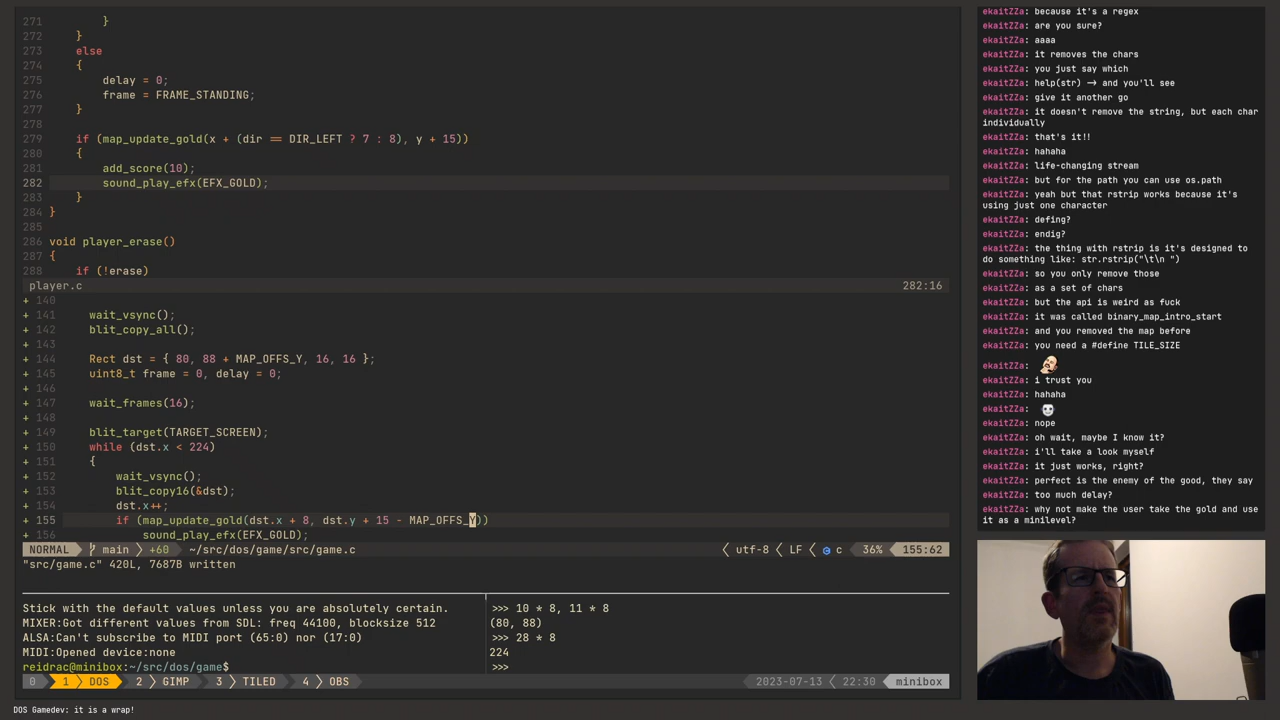 271         }
272     }
273     else
274     {
275         delay = 0;
276         frame = FRAME_STANDING;
277     }
278
279     if (map_update_gold(x + (dir == DIR_LEFT ? 7 : 8), y + 15))
280     {
281         add_score(10);
282         sound_play_efx(EFX_GOLD);
283     }
284 }
285
286 void player_erase()
287 {
288     if (!erase)
player.c 282:16
+ 140
+ 141     wait_vsync();
+ 142     blit_copy_all();
+ 143
+ 144     Rect dst = { 80, 88 + MAP_OFFS_Y, 16, 16 };
+ 145     uint8_t frame = 0, delay = 0;
+ 146
+ 147     wait_frames(16);
+ 148
+ 149     blit_target(TARGET_SCREEN);
+ 150     while (dst.x < 224)
+ 151     {
+ 152         wait_vsync();
+ 153         blit_copy16(&dst);
+ 154         dst.x++;
+ 155         if (map_update_gold(dst.x + 8, dst.y + 15 - MAP_OFFS_Y))
+ 156             sound_play_efx(EFX_GOLD);
NORMAL main +60 ~/src/dos/game/src/game.c utf-8 LF c 36% 155:62
"src/game.c" 420L, 7687B written
Stick with the default values unless you are absolutely certain.
MIXER:Got different values from SDL: freq 44100, blocksize 512
ALSA:Can't subscribe to MIDI port (65:0) nor (17:0)
MIDI:Opened device:none
reidrac@minibox:~/src/dos/game$
>>> 10 * 8, 11 * 8
(80, 88)
>>> 28 * 8
224
>>>
0 1 DOS 2 GIMP 3 TILED 4 OBS 2023-07-13 22:30 minibox
DOS Gamedev: it is a wrap!
ekaitZZa: because it's a regex
ekaitZZa: are you sure?
ekaitZZa: aaaa
ekaitZZa: it removes the chars
ekaitZZa: you just say which
ekaitZZa: help(str) → and you'll see
ekaitZZa: give it another go
ekaitZZa: it doesn't remove the string, but each char
individually
ekaitZZa: that's it!!
ekaitZZa: hahaha
ekaitZZa: life-changing stream
ekaitZZa: but for the path you can use os.path
ekaitZZa: yeah but that rstrip works because it's
using just one character
ekaitZZa: defing?
ekaitZZa: endig?
ekaitZZa: the thing with rstrip is it's designed to
do something like: str.rstrip("\t\n ")
ekaitZZa: so you only remove those
ekaitZZa: as a set of chars
ekaitZZa: but the api is weird as fuck
ekaitZZa: it was called binary_map_intro_start
ekaitZZa: and you removed the map before
ekaitZZa: you need a #define TILE_SIZE
ekaitZZa:
ekaitZZa: i trust you
ekaitZZa: hahaha
ekaitZZa:
ekaitZZa: nope
ekaitZZa: oh wait, maybe I know it?
ekaitZZa: i'll take a look myself
ekaitZZa: it just works, right?
ekaitZZa: perfect is the enemy of the good, they say
ekaitZZa: too much delay?
ekaitZZa: why not make the user take the gold and use
it as a minilevel?